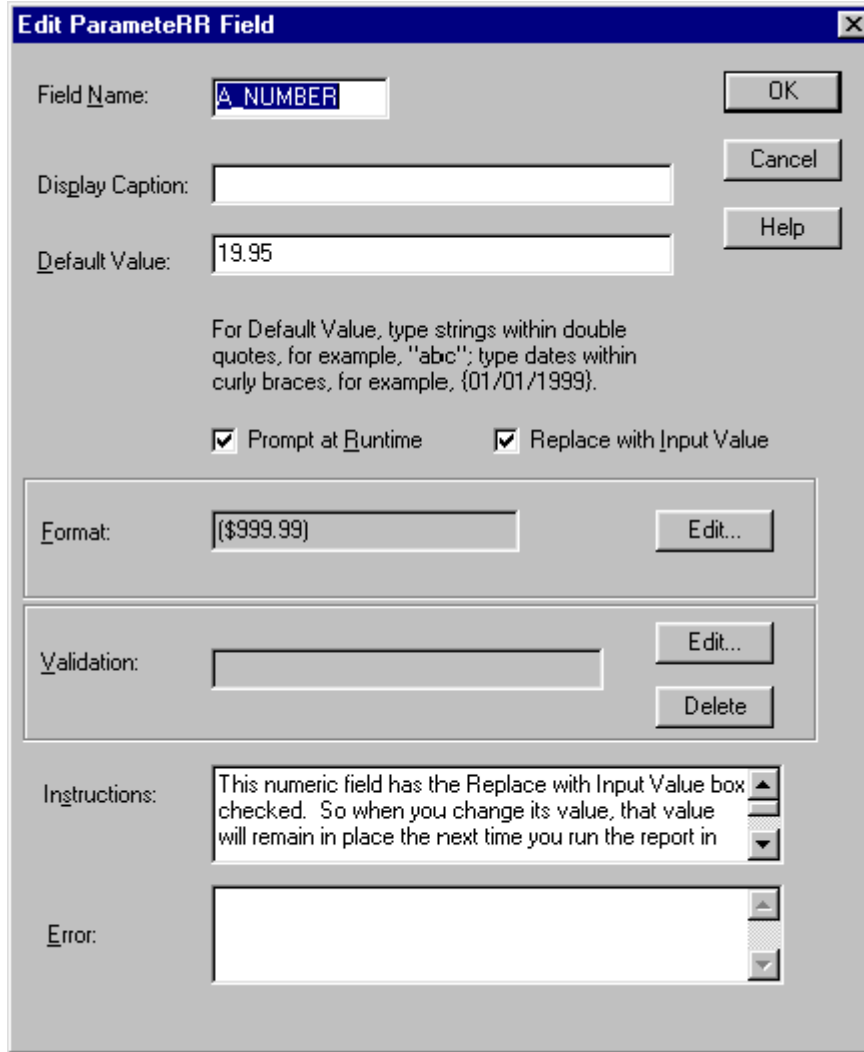 Edit ParameteRR Field
Field Name:
A_NUMBER
OK
Display Caption:
Cancel
Default Value:
19.95
Help
For Default Value, type strings within double
quotes, for example, "abc"; type dates within
curly braces, for example, {01/01/1999}.
Prompt at Runtime
Replace with Input Value
Format:
($999.99)
Edit...
Validation:
Edit...
Delete
Instructions:
This numeric field has the Replace with Input Value box
checked.  So when you change its value, that value
will remain in place the next time you run the report in
Error: